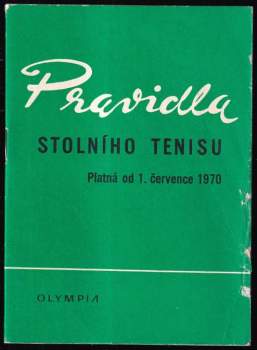 Pravidla
STOLNÍHO TENISU
Platná od 1. července 1970
OLYMPIA